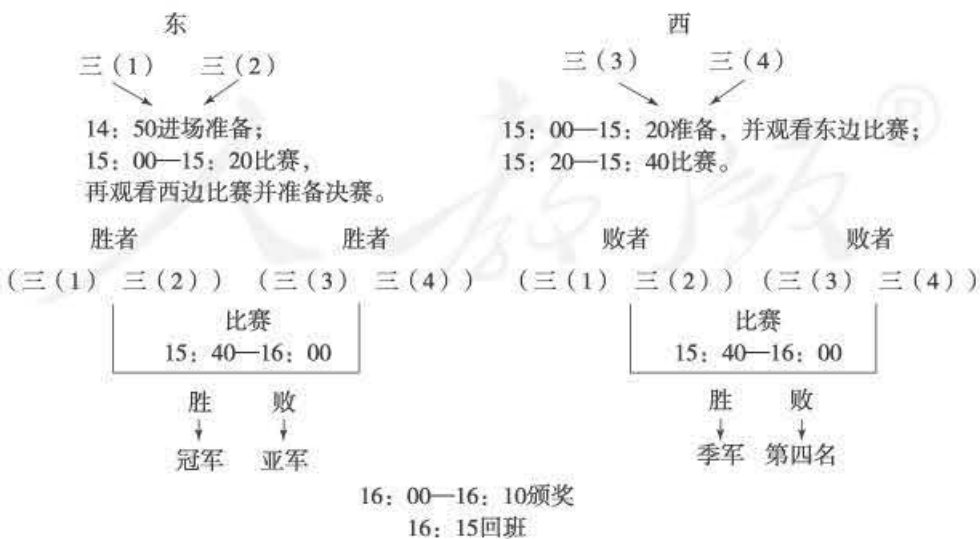 东
西
三（1） 三（2）
三（3） 三（4）
14：50进场准备；
15：00—15：20比赛，
再观看西边比赛并准备决赛。
15：00—15：20准备，并观看东边比赛；
15：20—15：40比赛。
胜者 胜者 败者 败者
（三（1） 三（2）） （三（3） 三（4）） （三（1） 三（2）） （三（3） 三（4））
比赛 比赛
15：40—16：00 15：40—16：00
胜 败 胜 败
冠军 亚军 季军 第四名
16：00—16：10颁奖
16：15回班
人教版